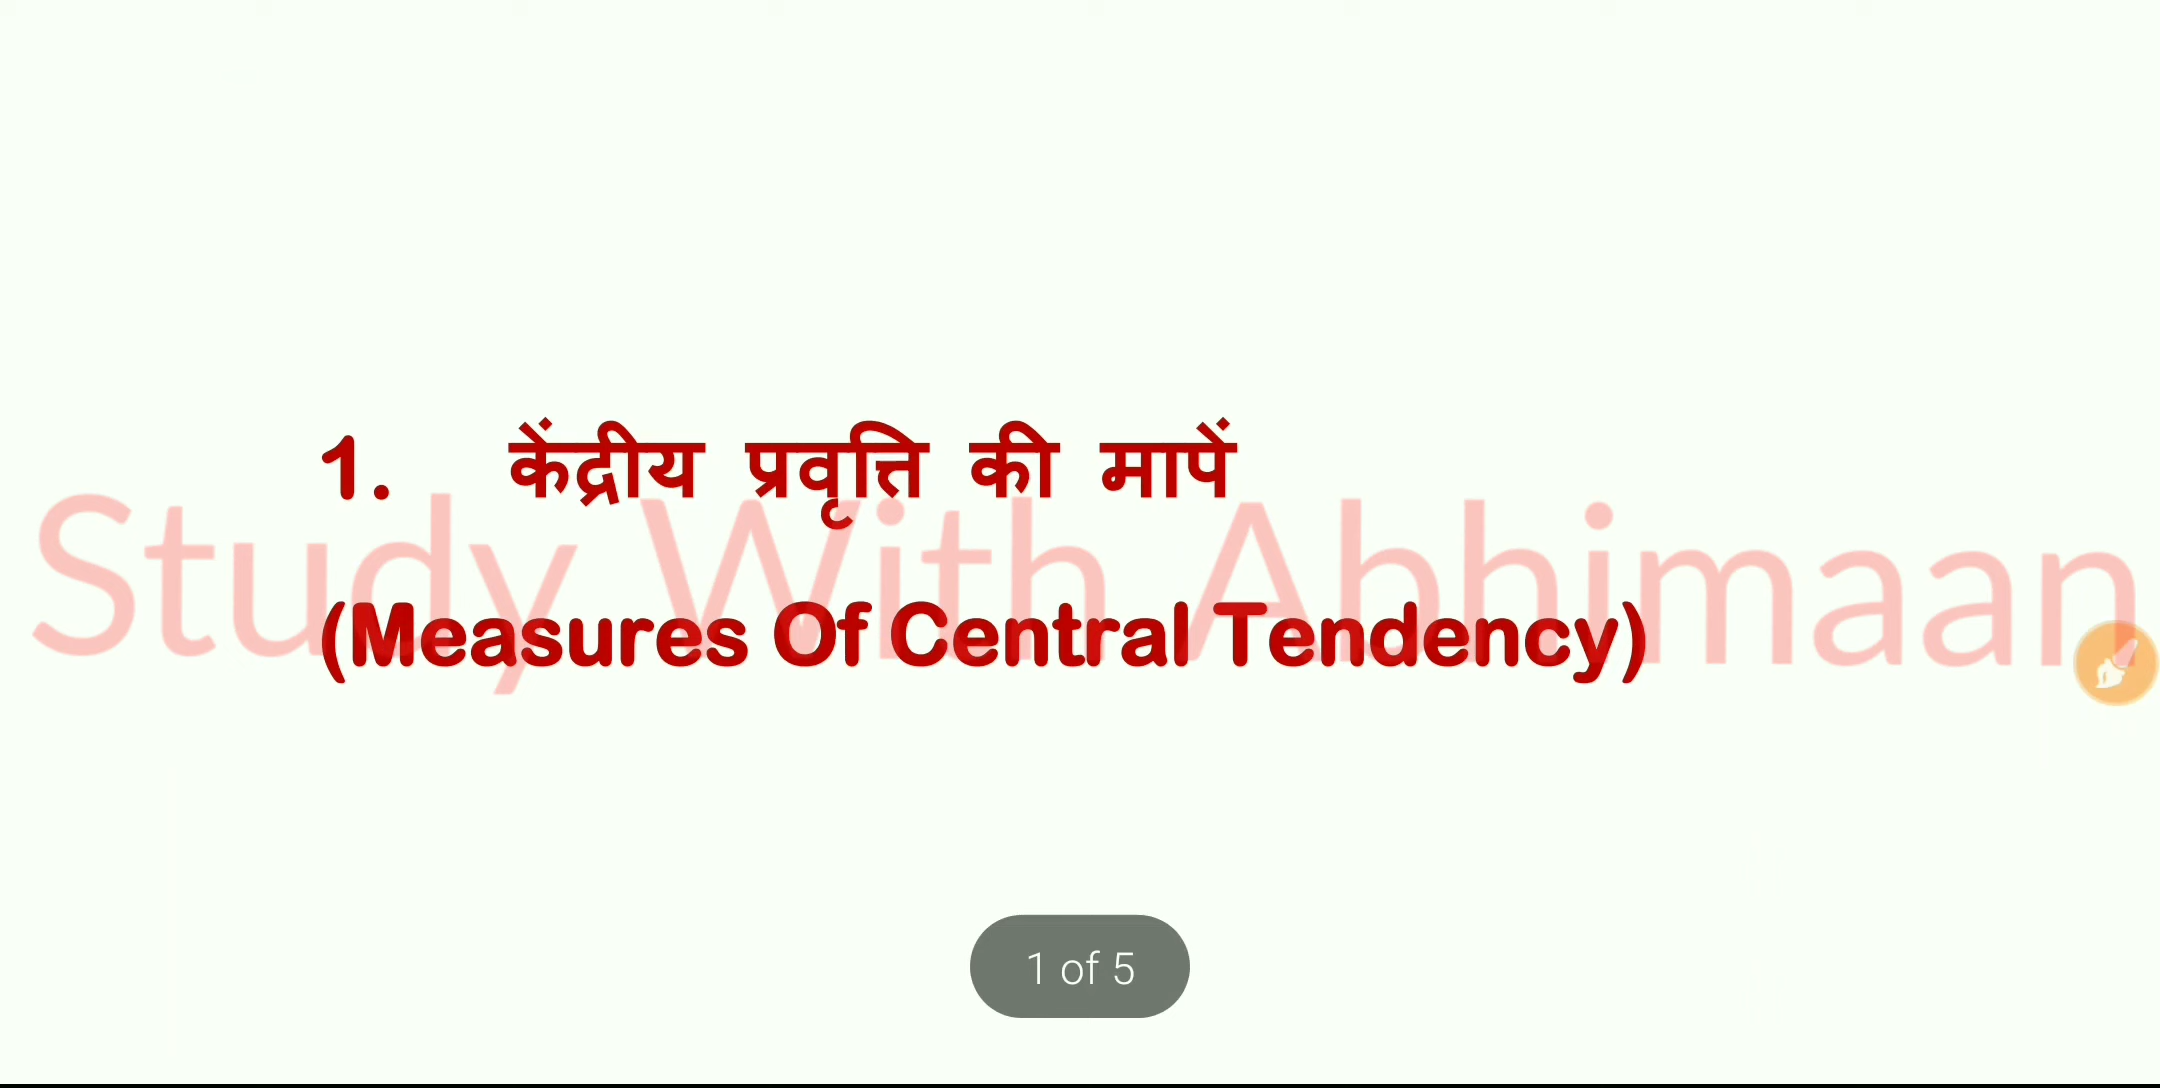 1. केंद्रीय प्रवृत्ति की मापें
Study With Abhimaan
(Measures Of Central Tendency)
1 of 5